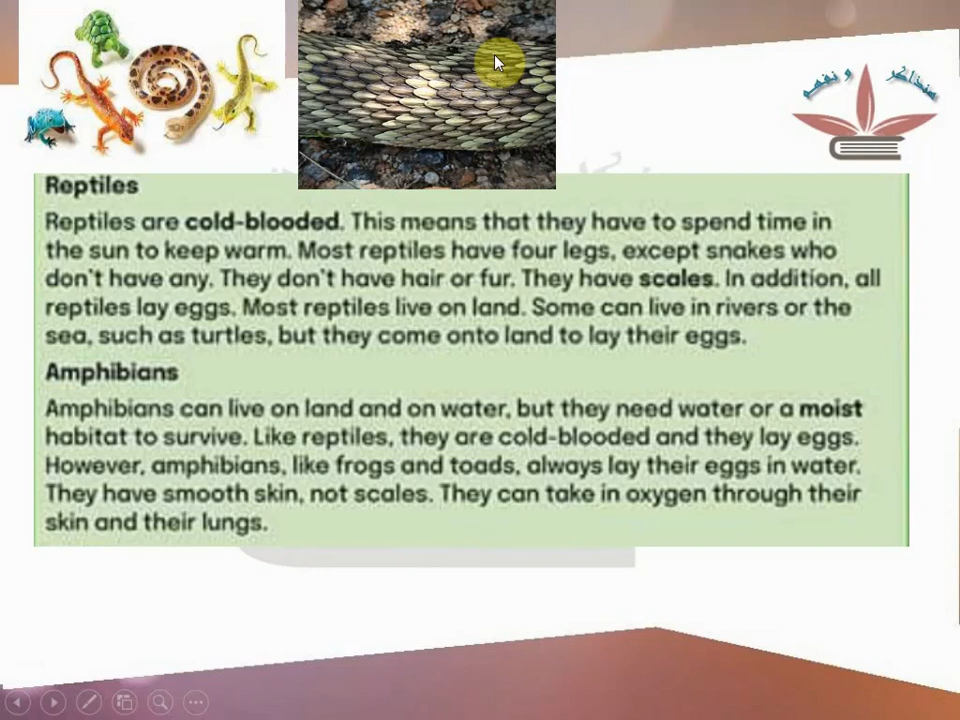 هنذاكر و نفهم
Reptiles
Reptiles are cold-blooded. This means that they have to spend time in
the sun to keep warm. Most reptiles have four legs, except snakes who
don't have any. They don't have hair or fur. They have scales. In addition, all
reptiles lay eggs. Most reptiles live on land. Some can live in rivers or the
sea, such as turtles, but they come onto land to lay their eggs.
Amphibians
Amphibians can live on land and on water, but they need water or a moist
habitat to survive. Like reptiles, they are cold-blooded and they lay eggs.
However, amphibians, like frogs and toads, always lay their eggs in water.
They have smooth skin, not scales. They can take in oxygen through their
skin and their lungs.